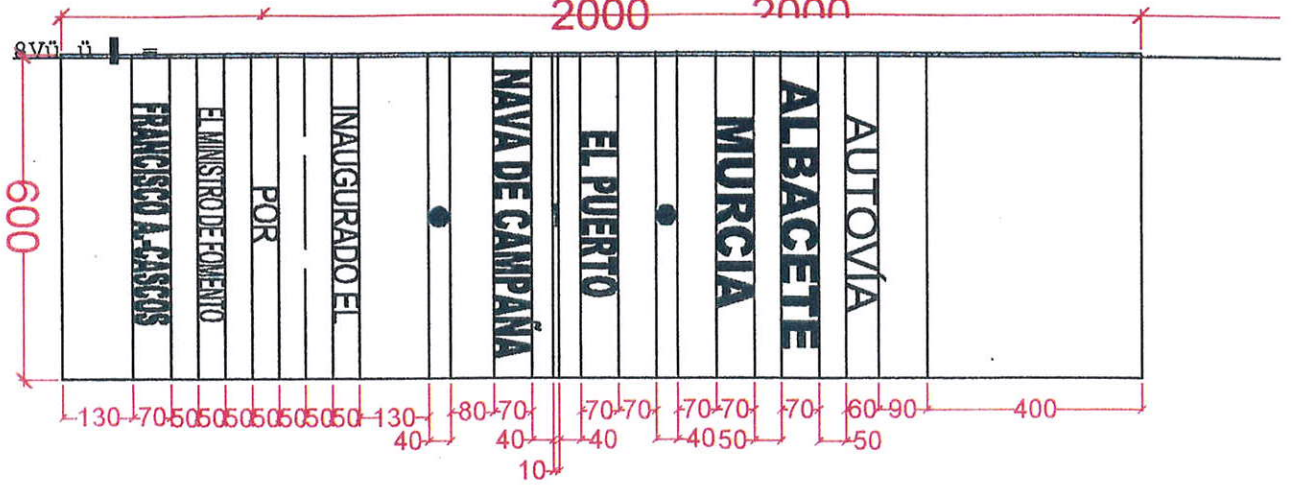 2000 2000
600
AUTOVÍA
ALBACETE
MURCIA
EL PUERTO
NAVA DE CAMPAÑA
INAUGURADO EL
POR
EL MINISTRO DE FOMENTO
FRANCISCO A.-CASCOS
130 70 50 50 50 50 50 50 50 130 80 70 70 70 70 70 70 60 90 400
40 40 40 40 50 50
10